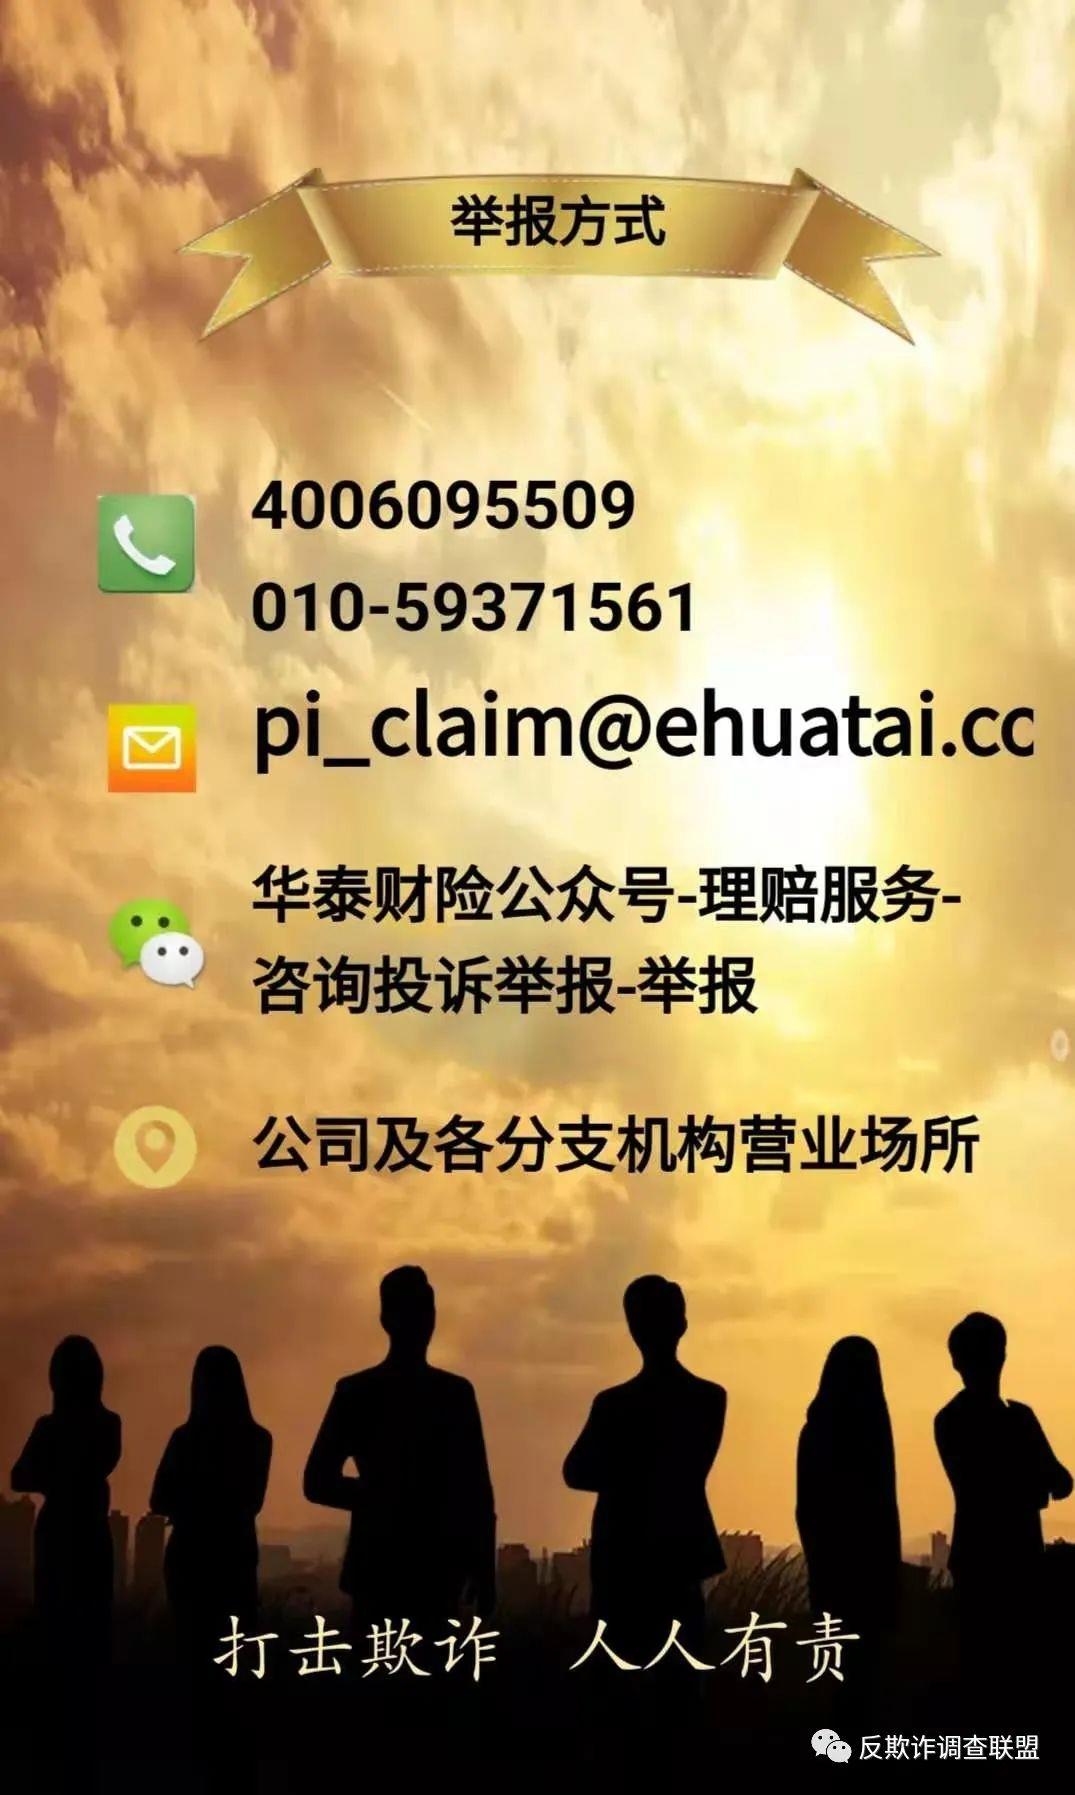 举报方式
4006095509
010-59371561
pi_claim@ehuatai.cc
华泰财险公众号-理赔服务-
咨询投诉举报-举报
公司及各分支机构营业场所
打击欺诈 人人有责
反欺诈调查联盟